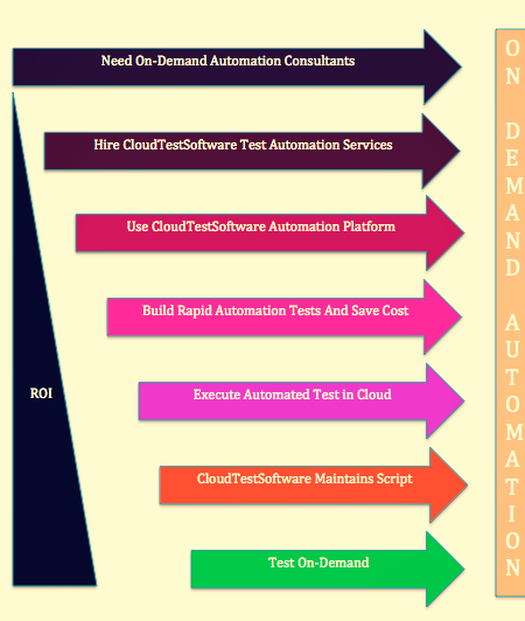 Need On-Demand Automation Consultants
Hire CloudTestSoftware Test Automation Services
Use CloudTestSoftware Automation Platform
Build Rapid Automation Tests And Save Cost
Execute Automated Test in Cloud
CloudTestSoftware Maintains Script
Test On-Demand
ROI
ON DEMAND AUTOMATION